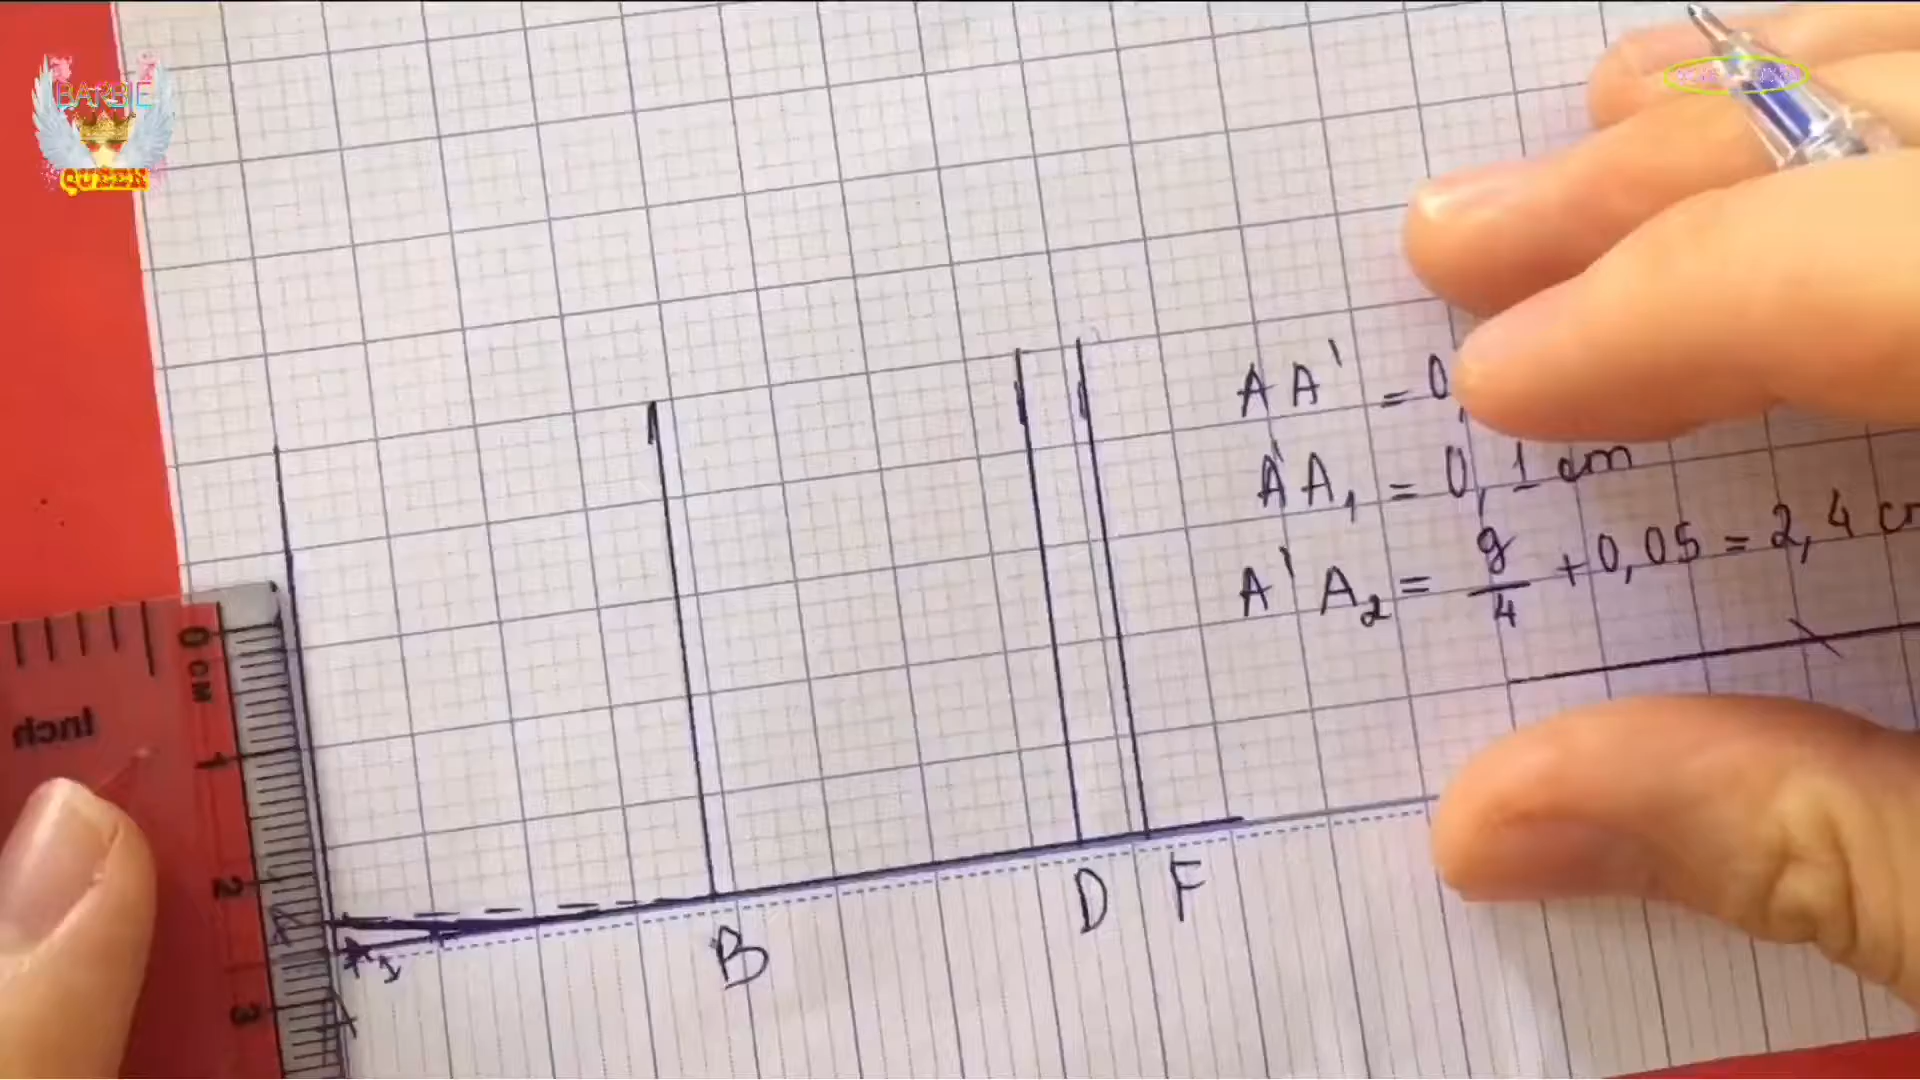 BARBIE
QUEEN
A A' = 0,
A'A₁ = 0, 1 cm
A' A₂ = g/4 + 0,05 = 2,4 cm
0
cm
Inch
1
2
3
B
D
F